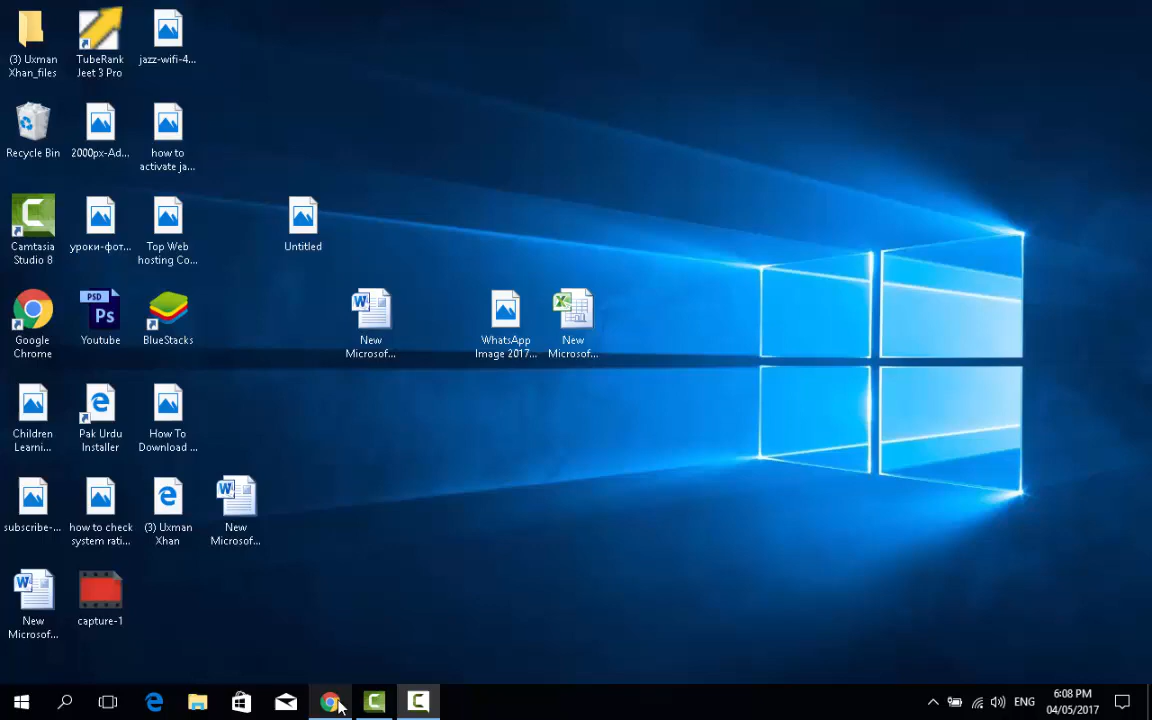 (3) Uxman
Xhan_files
TubeRank
Jeet 3 Pro
jazz-wifi-4...
Recycle Bin
2000px-Ad...
how to
activate ja...
Camtasia
Studio 8
уроки-фот...
Top Web
hosting Co...
Untitled
Google
Chrome
PSD
Ps
Youtube
BlueStacks
New
Microsof...
WhatsApp
Image 2017...
New
Microsof...
Children
Learni...
Pak Urdu
Installer
How To
Download ...
subscribe-...
how to check
system rati...
(3) Uxman
Xhan
New
Microsof...
New
Microsof...
capture-1
ENG
6:08 PM
04/05/2017